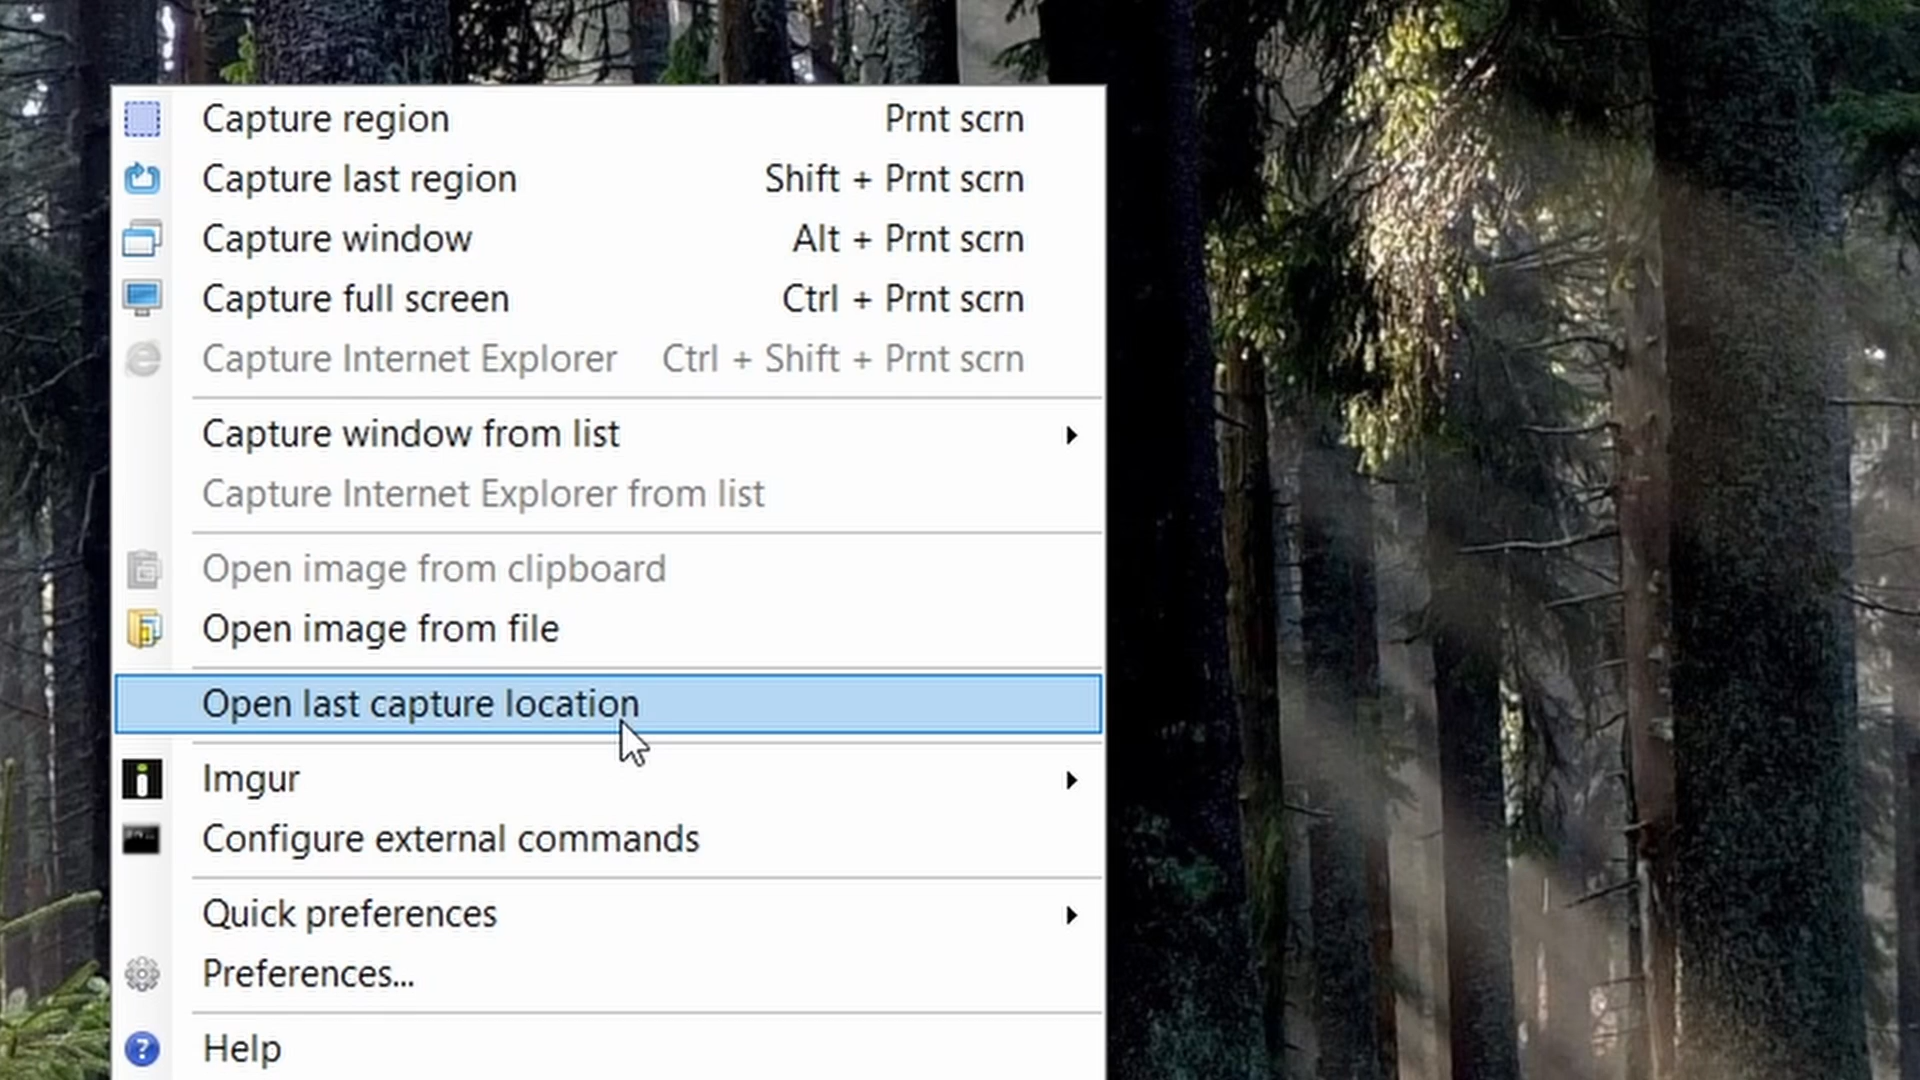 Capture region Prnt scrn
Capture last region Shift + Prnt scrn
Capture window Alt + Prnt scrn
Capture full screen Ctrl + Prnt scrn
Capture Internet Explorer Ctrl + Shift + Prnt scrn
Capture window from list
Capture Internet Explorer from list
Open image from clipboard
Open image from file
Open last capture location
Imgur
Configure external commands
Quick preferences
Preferences...
Help